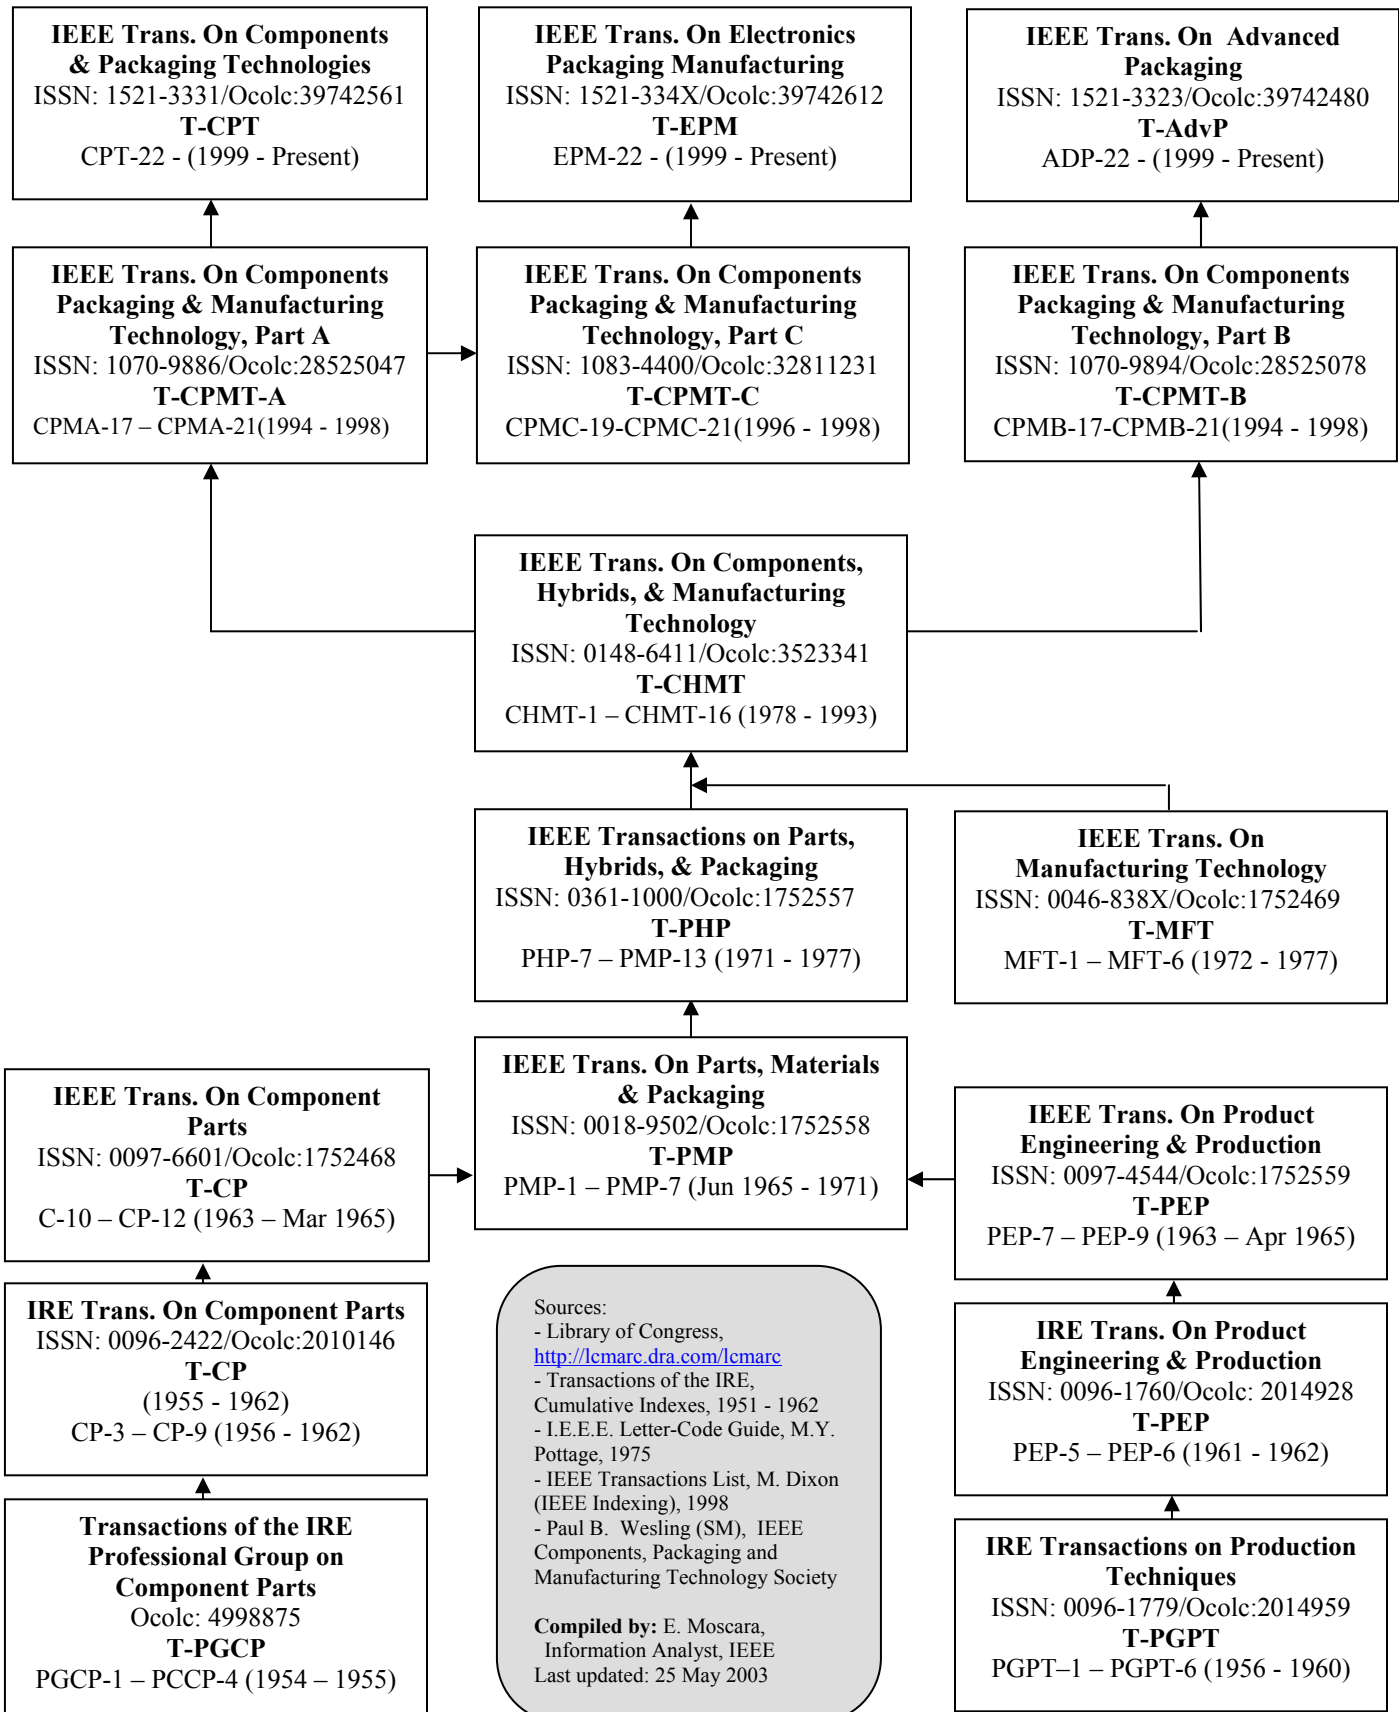 IEEE Trans. On Components
& Packaging Technologies
ISSN: 1521-3331/Ocolc:39742561
T-CPT
CPT-22 - (1999 - Present)
IEEE Trans. On Electronics
Packaging Manufacturing
ISSN: 1521-334X/Ocolc:39742612
T-EPM
EPM-22 - (1999 - Present)
IEEE Trans. On Advanced
Packaging
ISSN: 1521-3323/Ocolc:39742480
T-AdvP
ADP-22 - (1999 - Present)
IEEE Trans. On Components
Packaging & Manufacturing
Technology, Part A
ISSN: 1070-9886/Ocolc:28525047
T-CPMT-A
CPMA-17 – CPMA-21(1994 - 1998)
IEEE Trans. On Components
Packaging & Manufacturing
Technology, Part C
ISSN: 1083-4400/Ocolc:32811231
T-CPMT-C
CPMC-19-CPMC-21(1996 - 1998)
IEEE Trans. On Components
Packaging & Manufacturing
Technology, Part B
ISSN: 1070-9894/Ocolc:28525078
T-CPMT-B
CPMB-17-CPMB-21(1994 - 1998)
IEEE Trans. On Components,
Hybrids, & Manufacturing
Technology
ISSN: 0148-6411/Ocolc:3523341
T-CHMT
CHMT-1 – CHMT-16 (1978 - 1993)
IEEE Transactions on Parts,
Hybrids, & Packaging
ISSN: 0361-1000/Ocolc:1752557
T-PHP
PHP-7 – PMP-13 (1971 - 1977)
IEEE Trans. On
Manufacturing Technology
ISSN: 0046-838X/Ocolc:1752469
T-MFT
MFT-1 – MFT-6 (1972 - 1977)
IEEE Trans. On Component
Parts
ISSN: 0097-6601/Ocolc:1752468
T-CP
C-10 – CP-12 (1963 – Mar 1965)
IEEE Trans. On Parts, Materials
& Packaging
ISSN: 0018-9502/Ocolc:1752558
T-PMP
PMP-1 – PMP-7 (Jun 1965 - 1971)
IEEE Trans. On Product
Engineering & Production
ISSN: 0097-4544/Ocolc:1752559
T-PEP
PEP-7 – PEP-9 (1963 – Apr 1965)
IRE Trans. On Component Parts
ISSN: 0096-2422/Ocolc:2010146
T-CP
(1955 - 1962)
CP-3 – CP-9 (1956 - 1962)
IRE Trans. On Product
Engineering & Production
ISSN: 0096-1760/Ocolc: 2014928
T-PEP
PEP-5 – PEP-6 (1961 - 1962)
Transactions of the IRE
Professional Group on
Component Parts
Ocolc: 4998875
T-PGCP
PGCP-1 – PCCP-4 (1954 – 1955)
Sources:
- Library of Congress,
http://lcmarc.dra.com/lcmarc
- Transactions of the IRE,
Cumulative Indexes, 1951 - 1962
- I.E.E.E. Letter-Code Guide, M.Y.
Pottage, 1975
- IEEE Transactions List, M. Dixon
(IEEE Indexing), 1998
- Paul B. Wesling (SM), IEEE
Components, Packaging and
Manufacturing Technology Society
Compiled by: E. Moscara,
Information Analyst, IEEE
Last updated: 25 May 2003
IRE Transactions on Production
Techniques
ISSN: 0096-1779/Ocolc:2014959
T-PGPT
PGPT–1 – PGPT-6 (1956 - 1960)